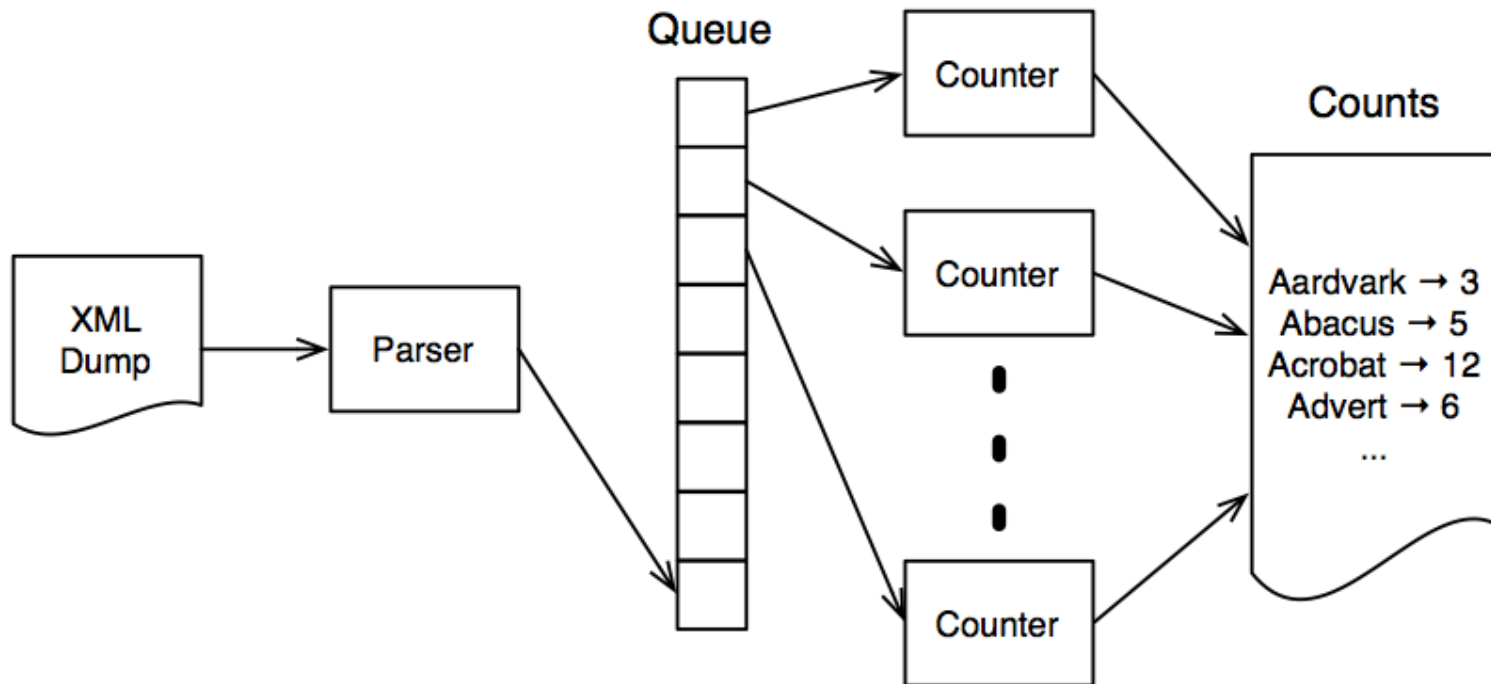 XML
Dump
Parser
Queue
Counter
Counter
Counter
Counts
Aardvark → 3
Abacus → 5
Acrobat → 12
Advert → 6
...